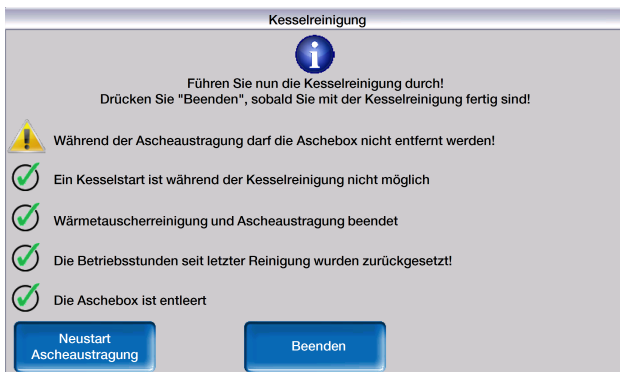 Kesselreinigung
Führen Sie nun die Kesselreinigung durch!
Drücken Sie "Beenden", sobald Sie mit der Kesselreinigung fertig sind!
Während der Ascheaustragung darf die Aschebox nicht entfernt werden!
Ein Kesselstart ist während der Kesselreinigung nicht möglich
Wärmetauscherreinigung und Ascheaustragung beendet
Die Betriebsstunden seit letzter Reinigung wurden zurückgesetzt!
Die Aschebox ist entleert
Neustart
Ascheaustragung
Beenden